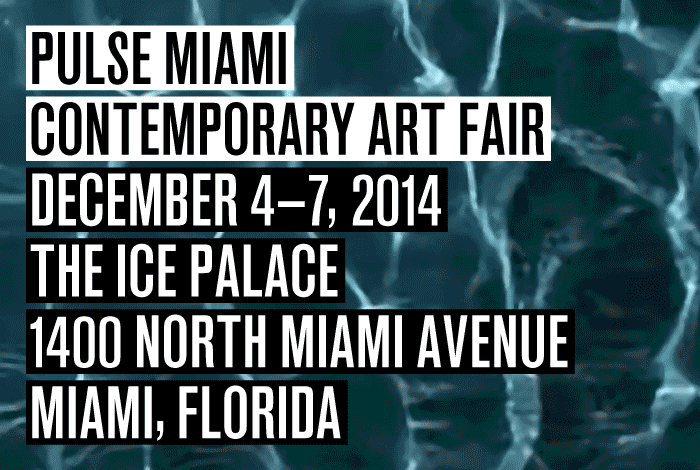 PULSE MIAMI
CONTEMPORARY ART FAIR
DECEMBER 4–7, 2014
THE ICE PALACE
1400 NORTH MIAMI AVENUE
MIAMI, FLORIDA